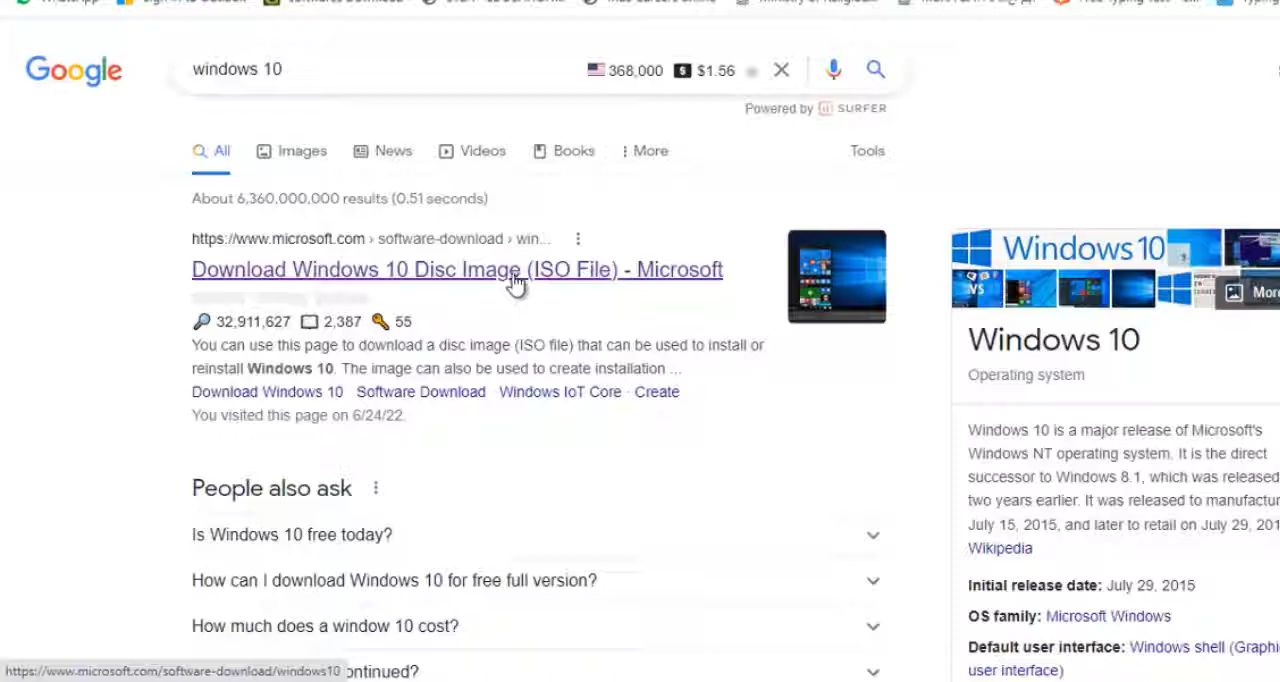 WhatsApp
Google
windows 10
368,000 $ $1.56
Powered by SURFER
All Images News Videos Books More Tools
About 6,360,000,000 results (0.51 seconds)
https://www.microsoft.com › software-download › win...
Download Windows 10 Disc Image (ISO File) - Microsoft
32,911,627 2,387 55
You can use this page to download a disc image (ISO file) that can be used to install or
reinstall Windows 10. The image can also be used to create installation ...
Download Windows 10 · Software Download · Windows IoT Core · Create
You visited this page on 6/24/22.
People also ask
Is Windows 10 free today?
How can I download Windows 10 for free full version?
How much does a window 10 cost?
ontinued?
https://www.microsoft.com/software-download/windows10
Windows 10
VS
More
Windows 10
Operating system
Windows 10 is a major release of Microsoft's
Windows NT operating system. It is the direct
successor to Windows 8.1, which was released
two years earlier. It was released to manufactur
July 15, 2015, and later to retail on July 29, 201
Wikipedia
Initial release date: July 29, 2015
OS family: Microsoft Windows
Default user interface: Windows shell (Graphi
user interface)